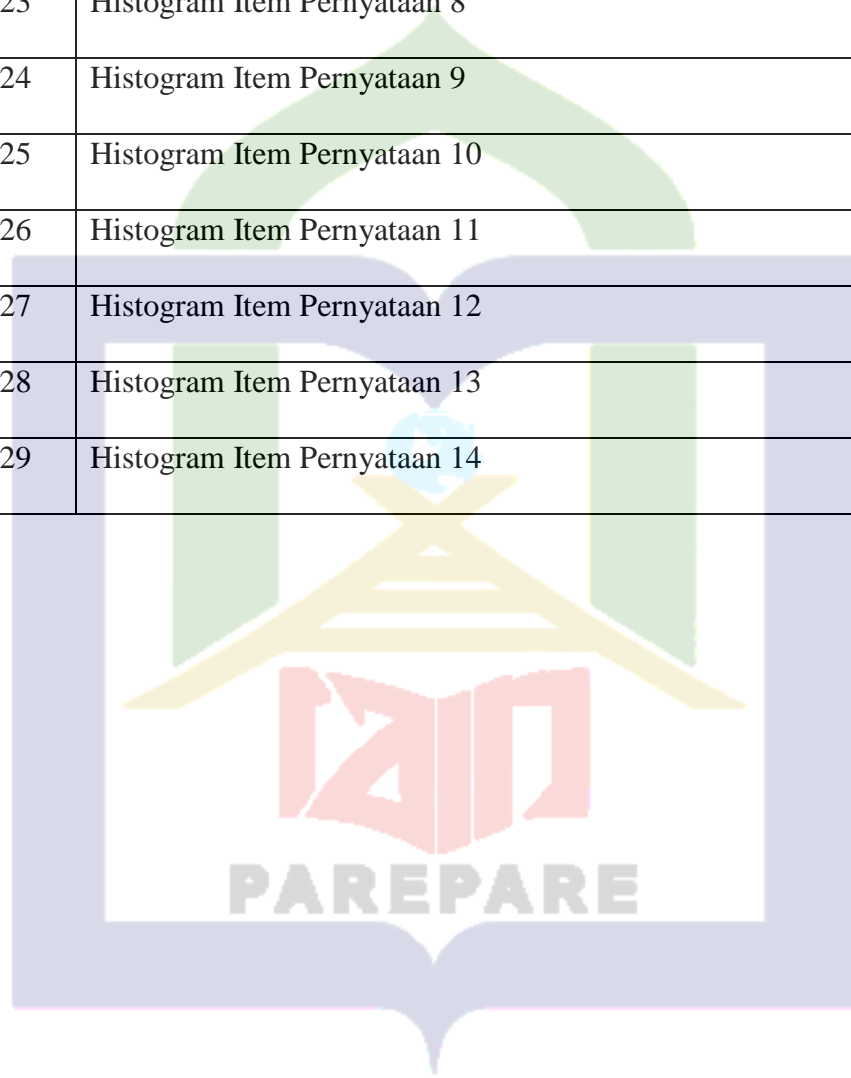 23 Histogram Item Pernyataan 8
24 Histogram Item Pernyataan 9
25 Histogram Item Pernyataan 10
26 Histogram Item Pernyataan 11
27 Histogram Item Pernyataan 12
28 Histogram Item Pernyataan 13
29 Histogram Item Pernyataan 14
iain
PAREPARE